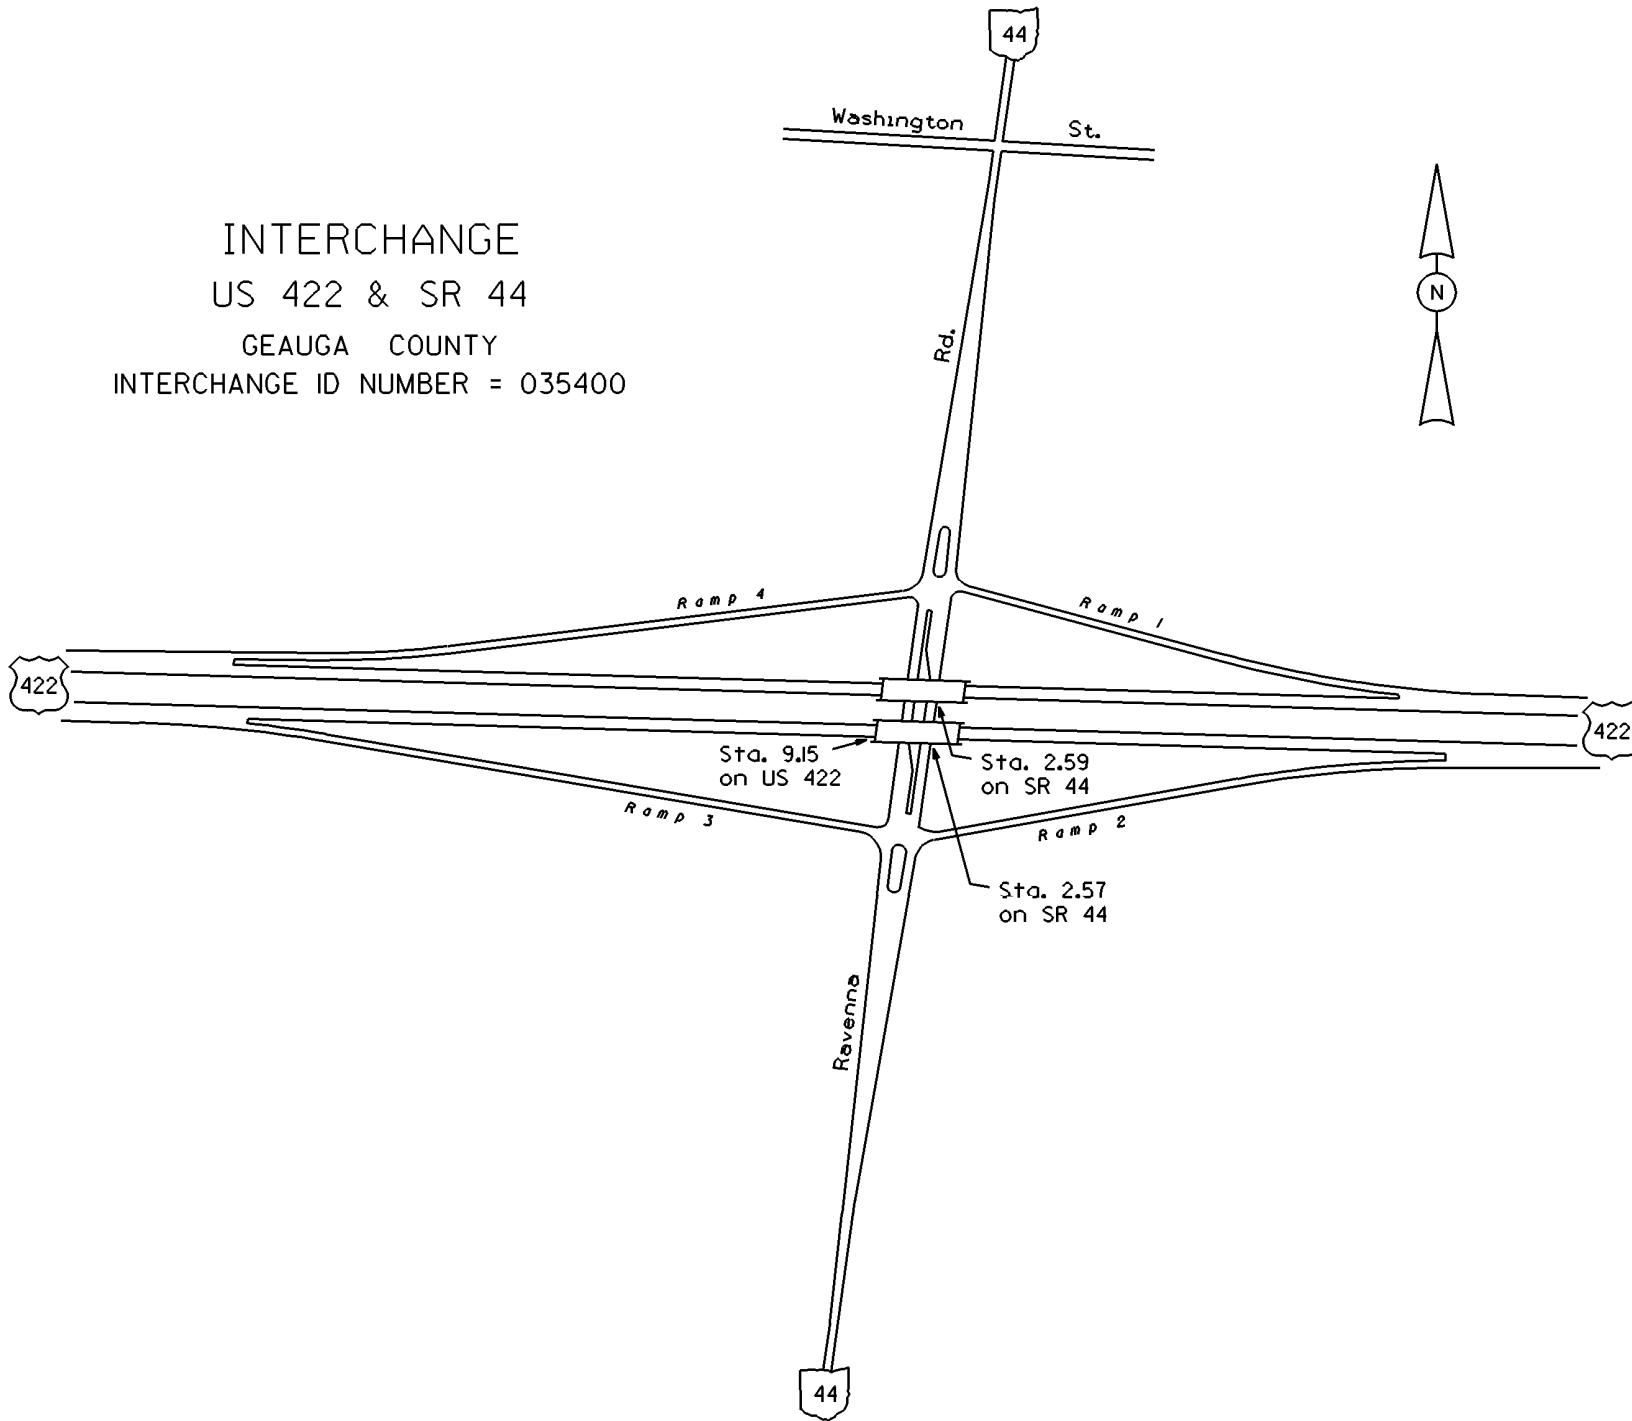 44
Washington St.
INTERCHANGE
US 422 & SR 44
GEAUGA COUNTY
INTERCHANGE ID NUMBER = 035400
N
Rd.
Ramp 4
Ramp 1
422
422
Sta. 9.15
on US 422
Sta. 2.59
on SR 44
Ramp 3
Ramp 2
Sta. 2.57
on SR 44
Ravenna
44